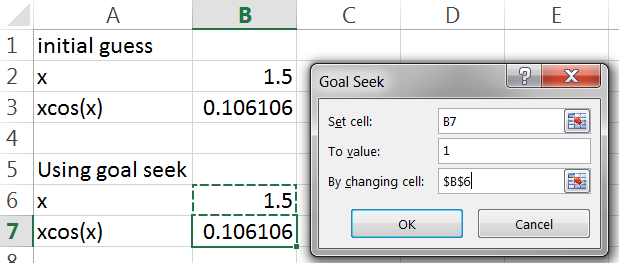 A B C D E
1 initial guess
2 x 1.5
3 xcos(x) 0.106106
4
5 Using goal seek
6 x 1.5
7 xcos(x) 0.106106
8
Goal Seek ?
Set cell: B7
To value: 1
By changing cell: $B$6
OK Cancel